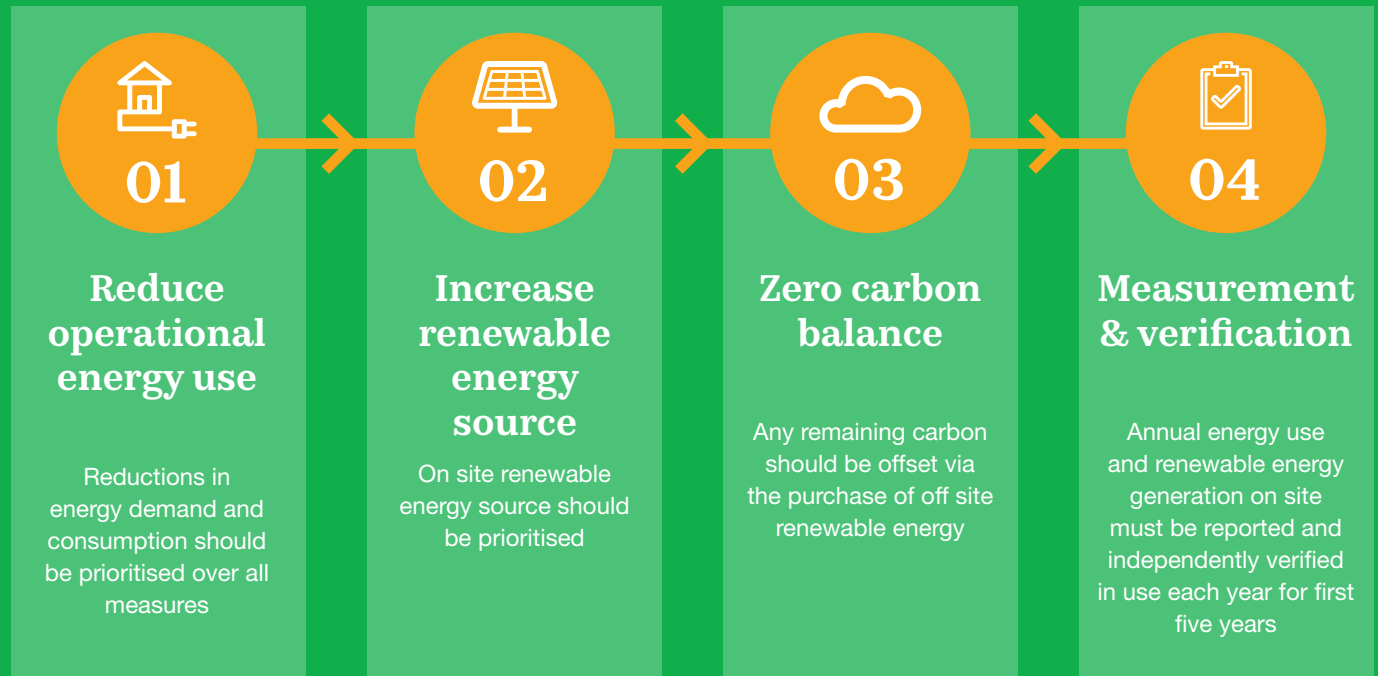 01
Reduce
operational
energy use
Reductions in
energy demand and
consumption should
be prioritised over all
measures
02
Increase
renewable
energy
source
On site renewable
energy source should
be prioritised
03
Zero carbon
balance
Any remaining carbon
should be offset via
the purchase of off site
renewable energy
04
Measurement
& verification
Annual energy use
and renewable energy
generation on site
must be reported and
independently verified
in use each year for first
five years